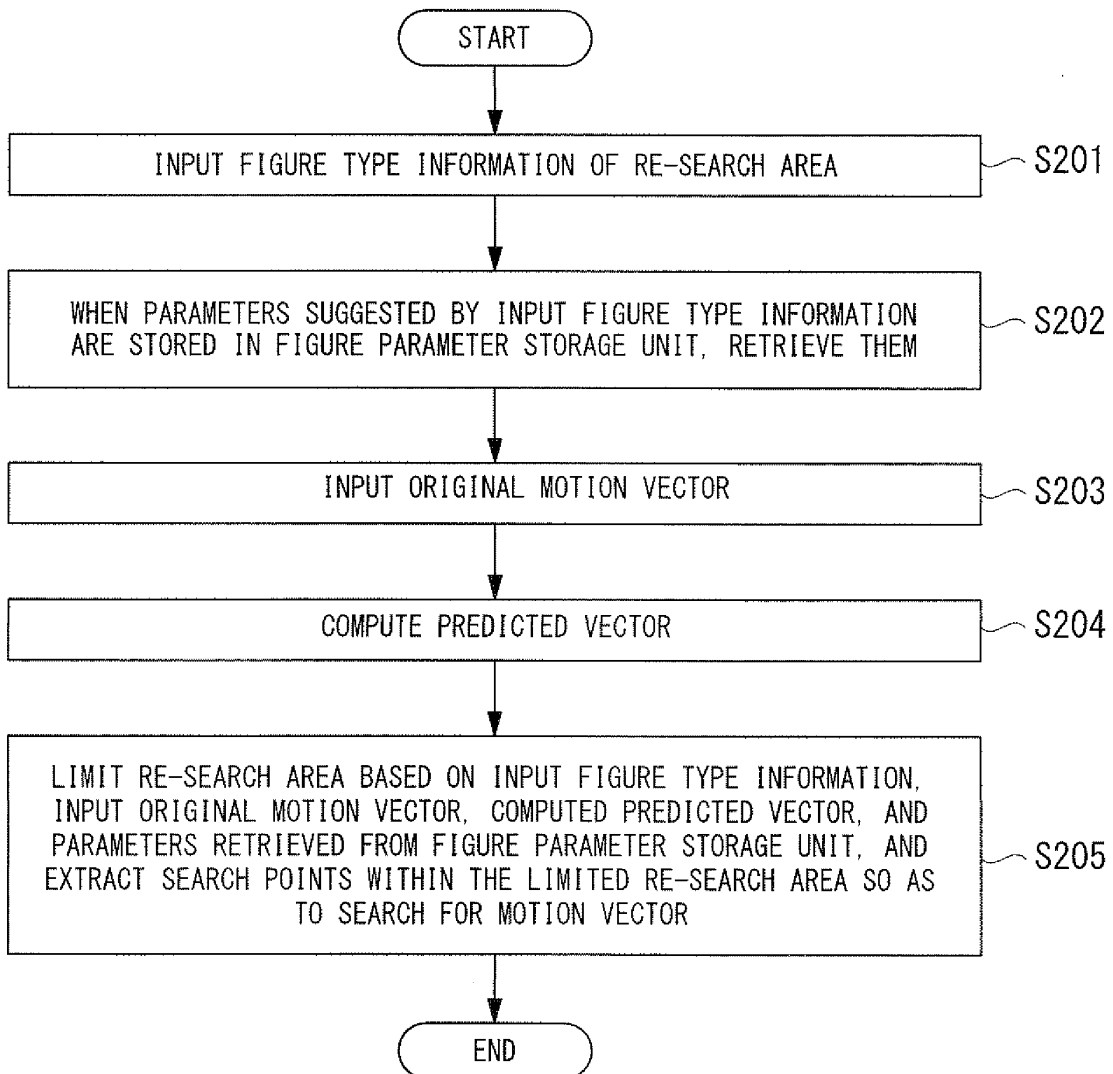 START
INPUT FIGURE TYPE INFORMATION OF RE-SEARCH AREA
S201
WHEN PARAMETERS SUGGESTED BY INPUT FIGURE TYPE INFORMATION
ARE STORED IN FIGURE PARAMETER STORAGE UNIT, RETRIEVE THEM
S202
INPUT ORIGINAL MOTION VECTOR
S203
COMPUTE PREDICTED VECTOR
S204
LIMIT RE-SEARCH AREA BASED ON INPUT FIGURE TYPE INFORMATION,
INPUT ORIGINAL MOTION VECTOR, COMPUTED PREDICTED VECTOR, AND
PARAMETERS RETRIEVED FROM FIGURE PARAMETER STORAGE UNIT, AND
EXTRACT SEARCH POINTS WITHIN THE LIMITED RE-SEARCH AREA SO AS
TO SEARCH FOR MOTION VECTOR
S205
END